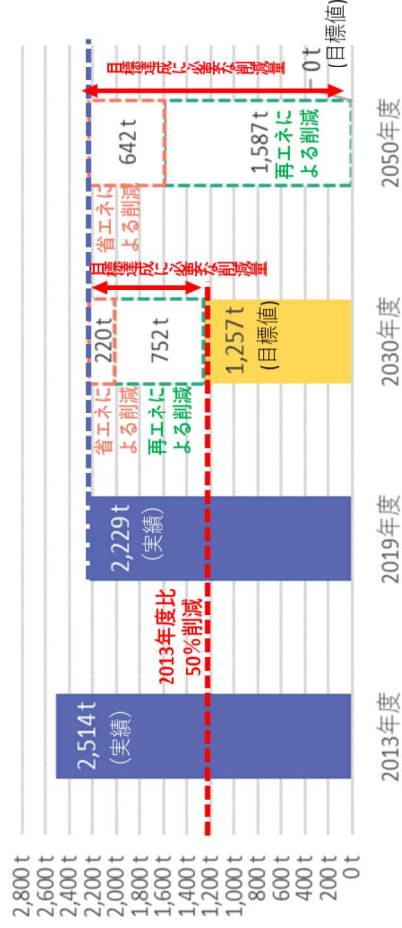 2,800 t
2,600 t
2,400 t
2,200 t
2,000 t
1,800 t
1,600 t
1,400 t
1,200 t
1,000 t
800 t
600 t
400 t
200 t
0 t
2,514 t
(実績)
2013年度比
50%削減
2,229 t
(実績)
省エネに
よる削減
再エネに
よる削減
220 t
752 t
1,257 t
(目標値)
目標達成に必要な削減量
省エネに
よる削減
642 t
1,587 t
再エネに
よる削減
目標達成に必要な削減量
0 t
(目標値)
2013年度
2019年度
2030年度
2050年度